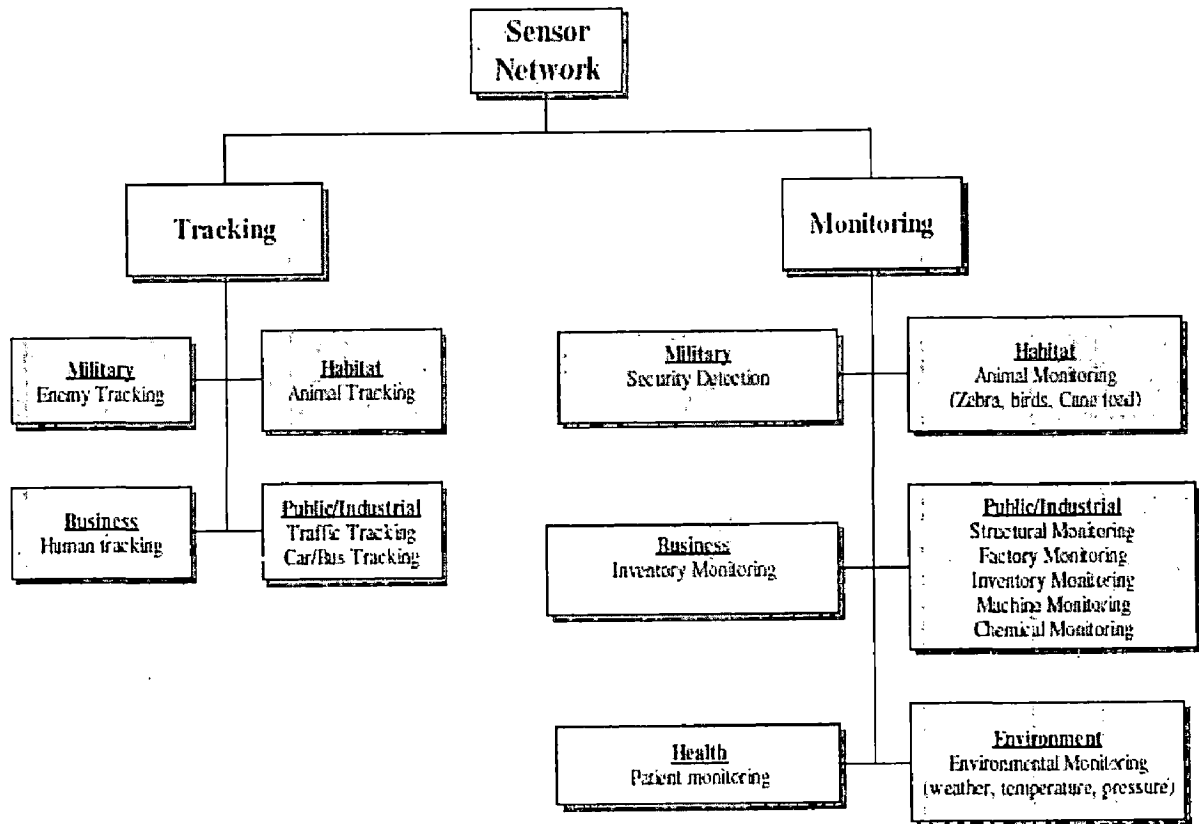 Sensor
Network
Tracking
Monitoring
Military
Enemy Tracking
Habitat
Animal Tracking
Business
Human tracking
Public/Industrial
Traffic Tracking
Car/Bus Tracking
Military
Security Detection
Habitat
Animal Monitoring
(Zebra, birds, Cane toad)
Business
Inventory Monitoring
Public/Industrial
Structural Monitoring
Factory Monitoring
Inventory Monitoring
Machine Monitoring
Chemical Monitoring
Health
Patient monitoring
Environment
Environmental Monitoring
(weather, temperature, pressure)